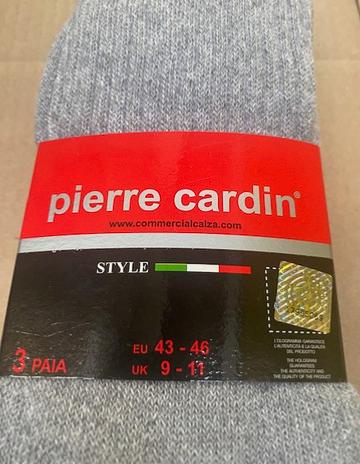 pierre cardin®
www.commercialcalza.com
STYLE
3 PAIA
EU 43 - 46
UK 9 - 11
L'OLOGRAMMA GARANTISCE
L'AUTENTICITÀ E LA QUALITÀ
DEL PRODOTTO
THE HOLOGRAM
GUARANTEES
THE AUTHENTICITY AND
THE QUALITY OF THE PRODUCT